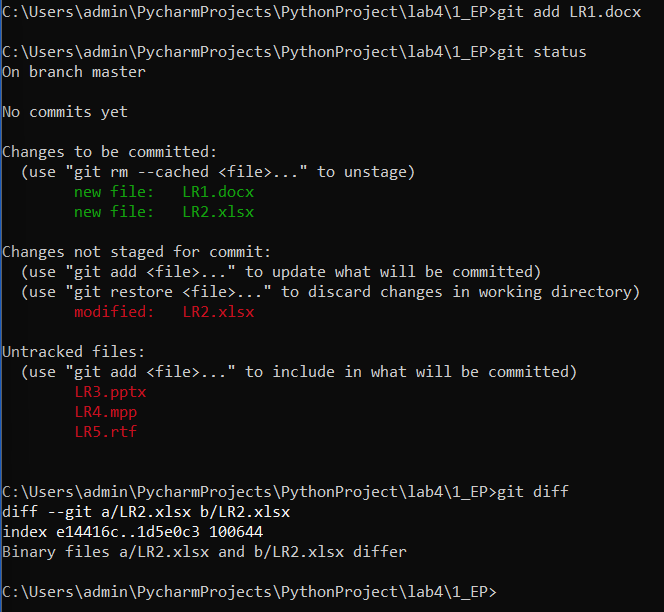 C:\Users\admin\PycharmProjects\PythonProject\lab4\1_EP>git add LR1.docx
C:\Users\admin\PycharmProjects\PythonProject\lab4\1_EP>git status
On branch master
No commits yet
Changes to be committed:
  (use "git rm --cached <file>..." to unstage)
        new file:   LR1.docx
        new file:   LR2.xlsx
Changes not staged for commit:
  (use "git add <file>..." to update what will be committed)
  (use "git restore <file>..." to discard changes in working directory)
        modified:   LR2.xlsx
Untracked files:
  (use "git add <file>..." to include in what will be committed)
        LR3.pptx
        LR4.mpp
        LR5.rtf
C:\Users\admin\PycharmProjects\PythonProject\lab4\1_EP>git diff
diff --git a/LR2.xlsx b/LR2.xlsx
index e14416c..1d5e0c3 100644
Binary files a/LR2.xlsx and b/LR2.xlsx differ
C:\Users\admin\PycharmProjects\PythonProject\lab4\1_EP>